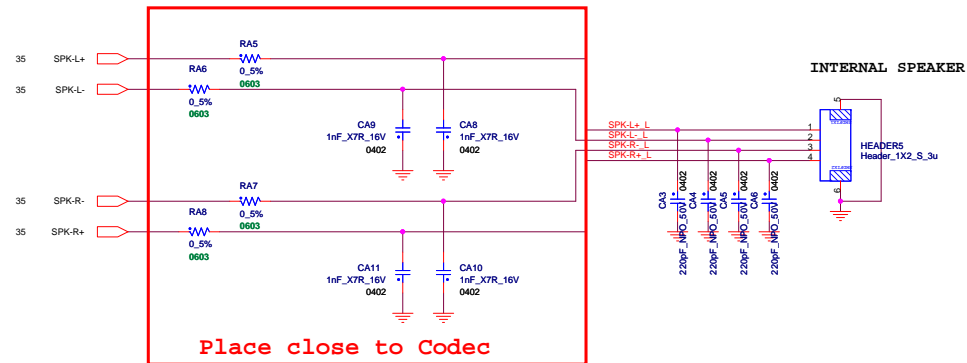 35 SPK-L+
RA5
0_5%
0603
35 SPK-L-
RA6
0_5%
0603
CA9
1nF_X7R_16V
0402
CA8
1nF_X7R_16V
0402
35 SPK-R-
RA7
0_5%
0603
35 SPK-R+
RA8
0_5%
0603
CA11
1nF_X7R_16V
0402
CA10
1nF_X7R_16V
0402
Place close to Codec
INTERNAL SPEAKER
SPK-L+_L
SPK-L-_L
SPK-R-_L
SPK-R+_L
1
2
3
4
5
6
HEADER5
Header_1X2_S_3u
CA3
220pF_NPO_50V
0402
CA4
220pF_NPO_50V
0402
CA5
220pF_NPO_50V
0402
CA6
220pF_NPO_50V
0402